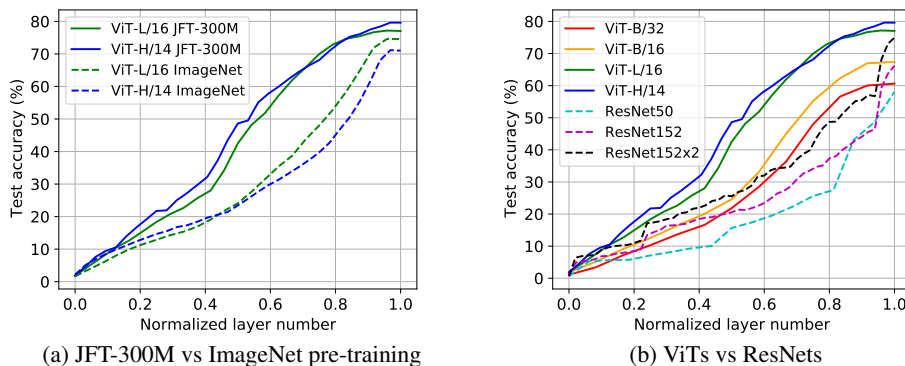 80
70
60
50
40
30
20
10
0
Test accuracy (%)
ViT-L/16 JFT-300M
ViT-H/14 JFT-300M
ViT-L/16 ImageNet
ViT-H/14 ImageNet
0.0 0.2 0.4 0.6 0.8 1.0
Normalized layer number
(a) JFT-300M vs ImageNet pre-training
80
70
60
50
40
30
20
10
0
Test accuracy (%)
ViT-B/32
ViT-B/16
ViT-L/16
ViT-H/14
ResNet50
ResNet152
ResNet152x2
0.0 0.2 0.4 0.6 0.8 1.0
Normalized layer number
(b) ViTs vs ResNets